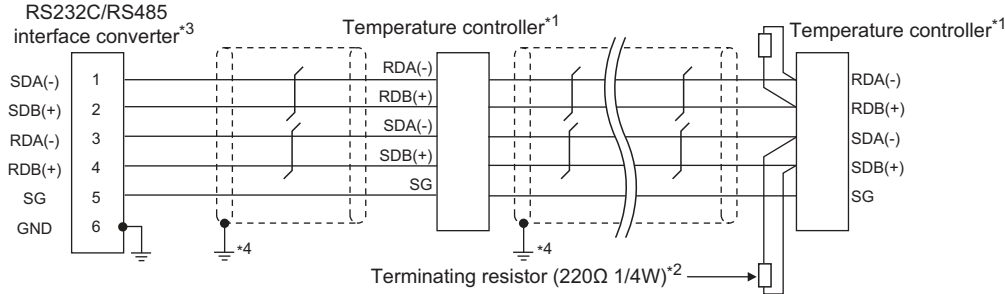 RS232C/RS485
interface converter*3
Temperature controller*1
Temperature controller*1
SDA(-) 1
SDB(+) 2
RDA(-) 3
RDB(+) 4
SG 5
GND 6
RDA(-)
RDB(+)
SDA(-)
SDB(+)
SG
RDA(-)
RDB(+)
SDA(-)
SDB(+)
SG
*4
*4
Terminating resistor (220Ω 1/4W)*2